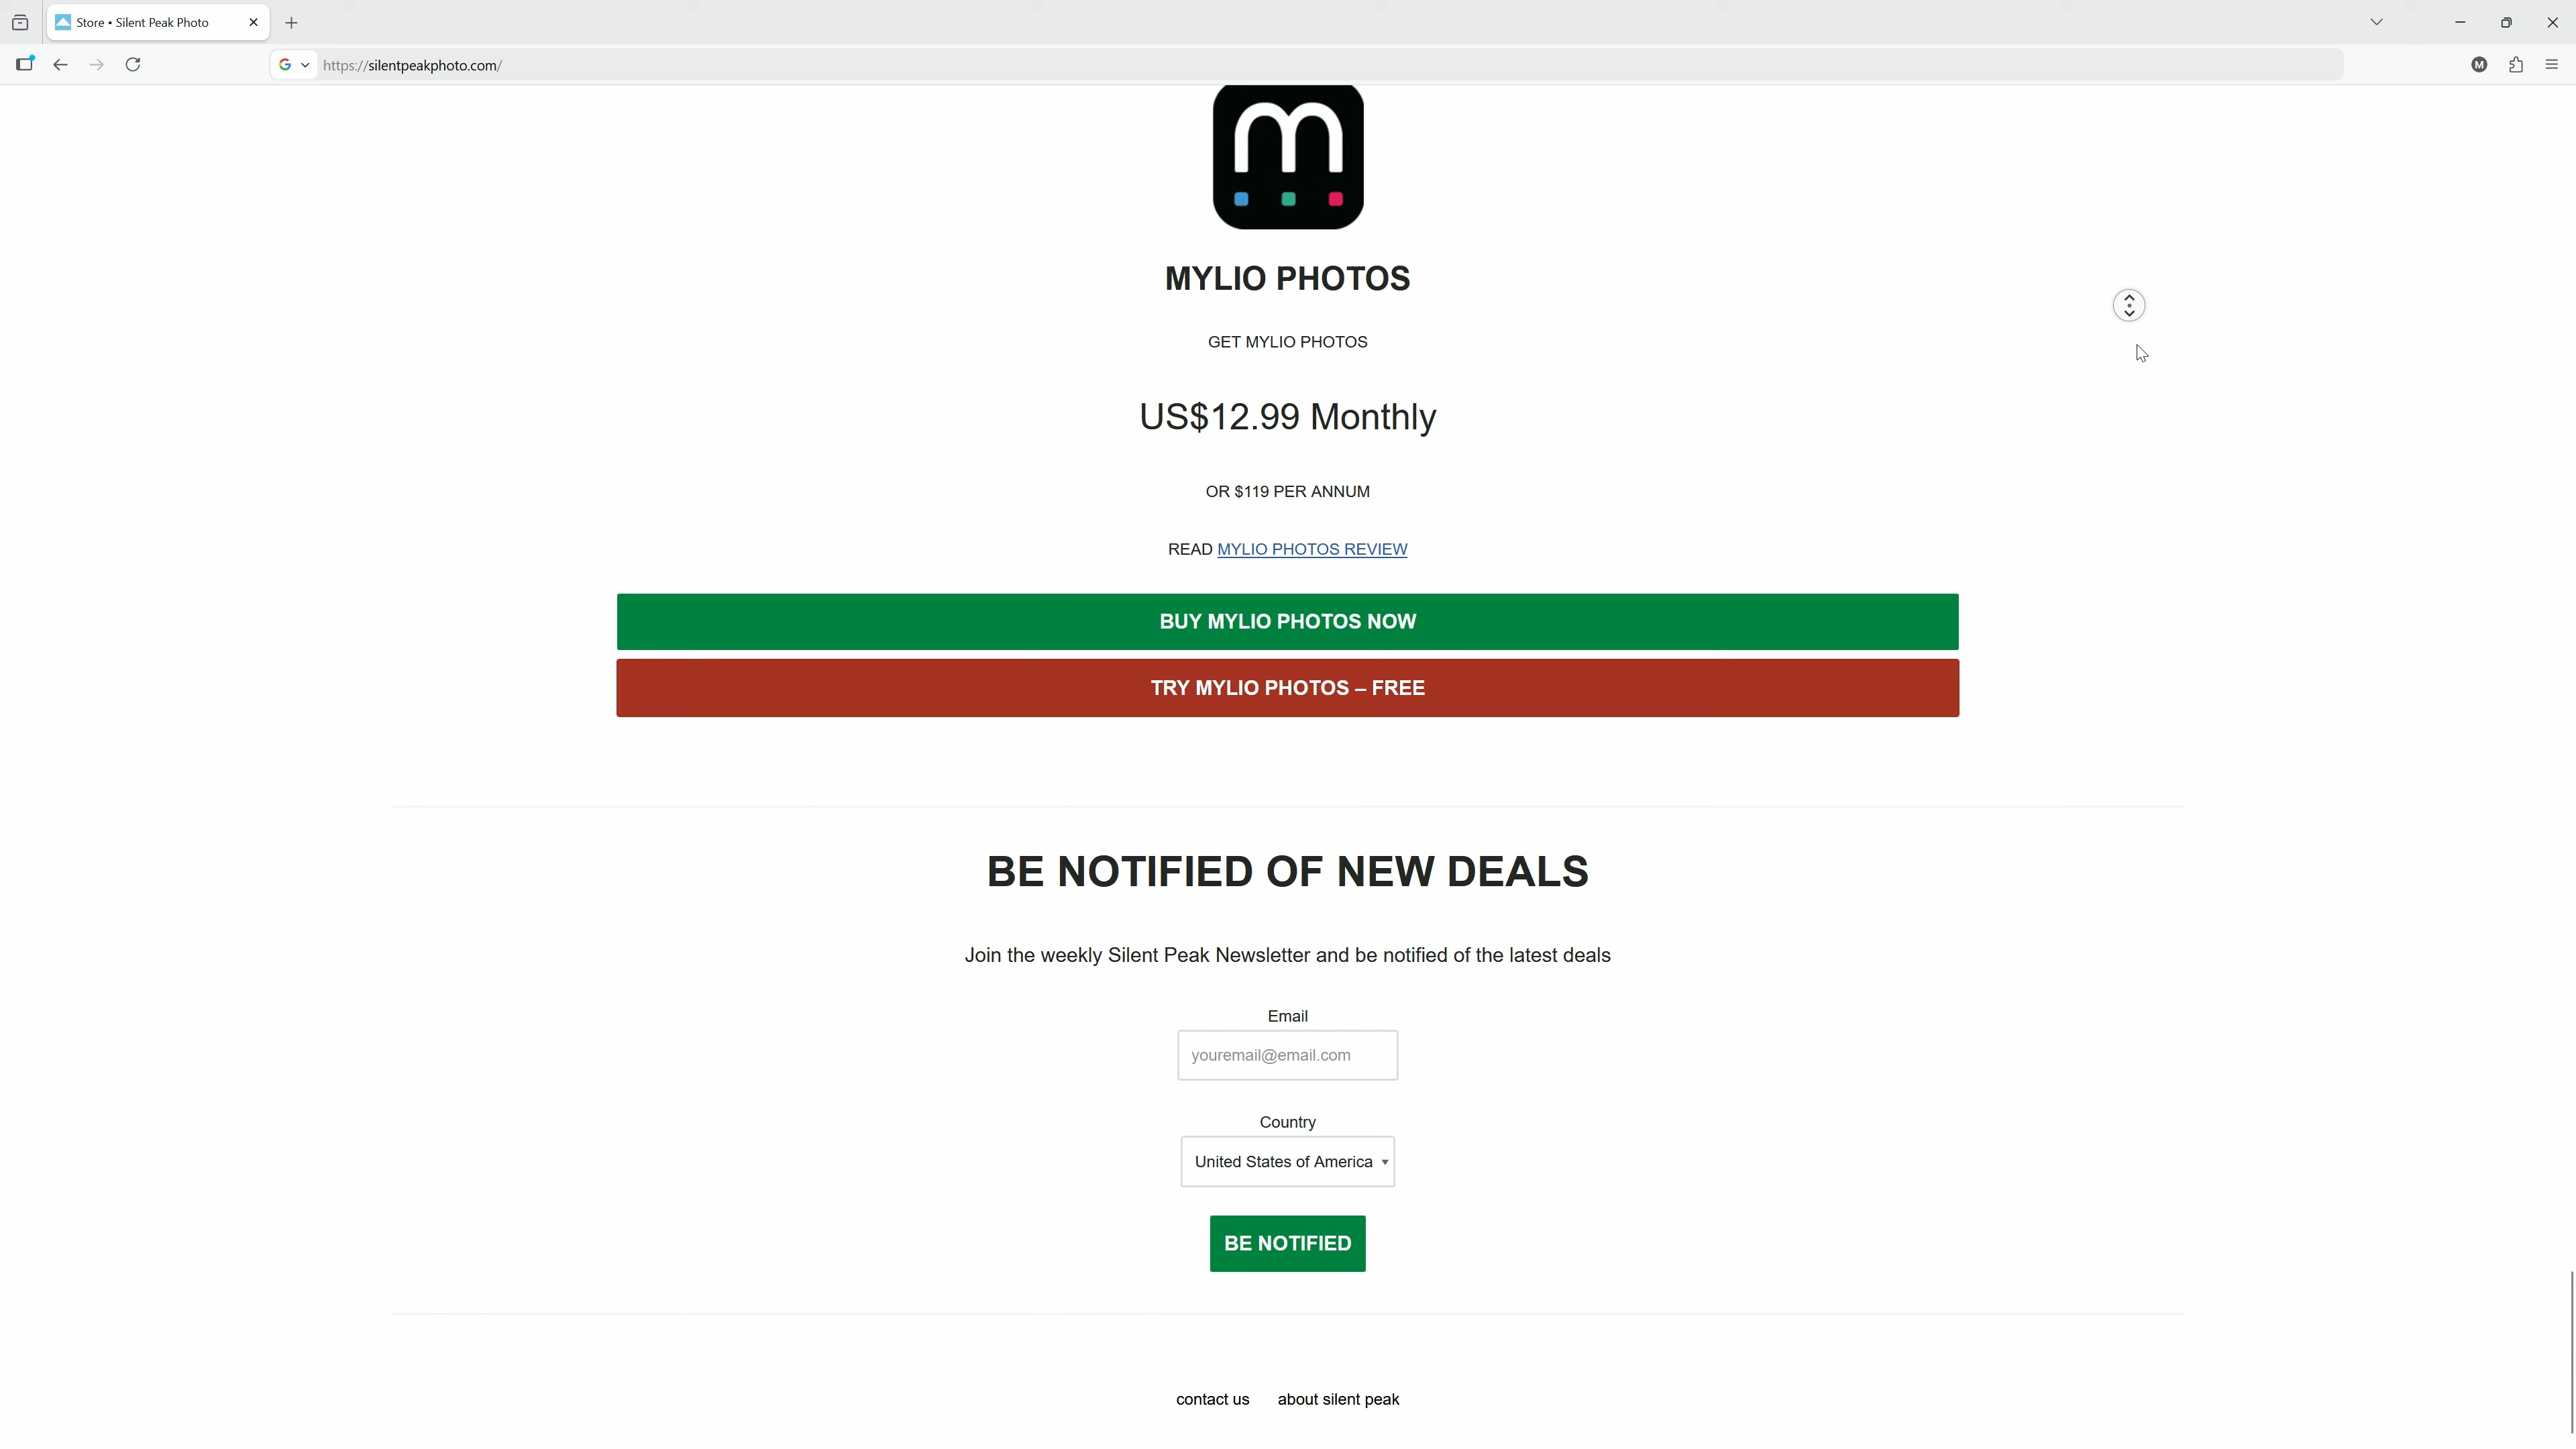 Store • Silent Peak Photo
https://silentpeakphoto.com/
M
m
MYLIO PHOTOS
GET MYLIO PHOTOS
US$12.99 Monthly
OR $119 PER ANNUM
READ MYLIO PHOTOS REVIEW
BUY MYLIO PHOTOS NOW
TRY MYLIO PHOTOS – FREE
BE NOTIFIED OF NEW DEALS
Join the weekly Silent Peak Newsletter and be notified of the latest deals
Email
youremail@email.com
Country
United States of America
BE NOTIFIED
contact us about silent peak